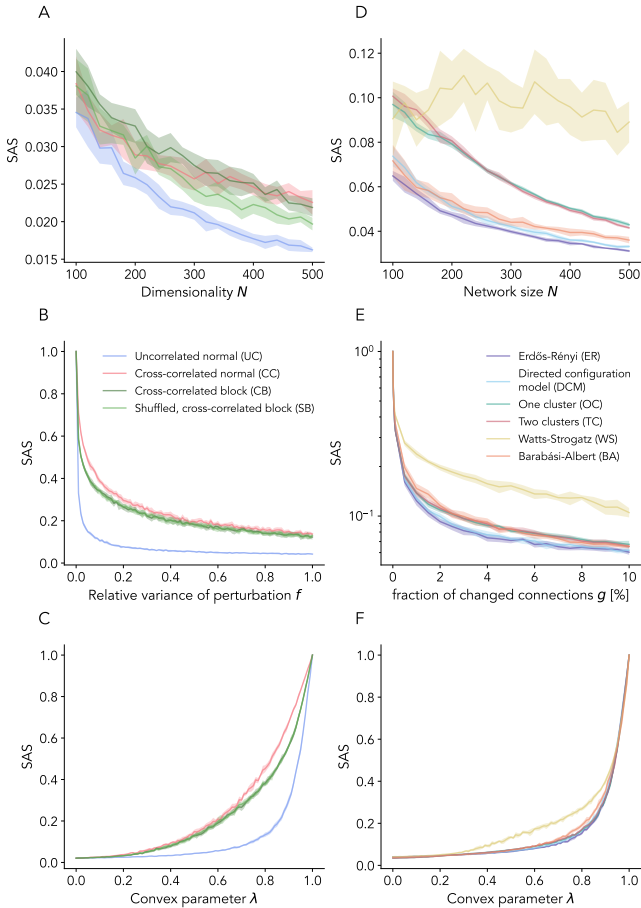 A
SAS
0.040
0.035
0.030
0.025
0.020
0.015
100
200
300
400
500
Dimensionality N
D
SAS
0.12
0.10
0.08
0.06
0.04
100
200
300
400
500
Network size N
B
SAS
1.0
0.8
0.6
0.4
0.2
0.0
Uncorrelated normal (UC)
Cross-correlated normal (CC)
Cross-correlated block (CB)
Shuffled, cross-correlated block (SB)
0.0
0.2
0.4
0.6
0.8
1.0
Relative variance of perturbation f
E
SAS
10⁰
10⁻¹
Erdős-Rényi (ER)
Directed configuration
model (DCM)
One cluster (OC)
Two clusters (TC)
Watts-Strogatz (WS)
Barabási-Albert (BA)
0
2
4
6
8
10
fraction of changed connections g [%]
C
SAS
1.0
0.8
0.6
0.4
0.2
0.0
0.0
0.2
0.4
0.6
0.8
1.0
Convex parameter λ
F
SAS
1.0
0.8
0.6
0.4
0.2
0.0
0.0
0.2
0.4
0.6
0.8
1.0
Convex parameter λ